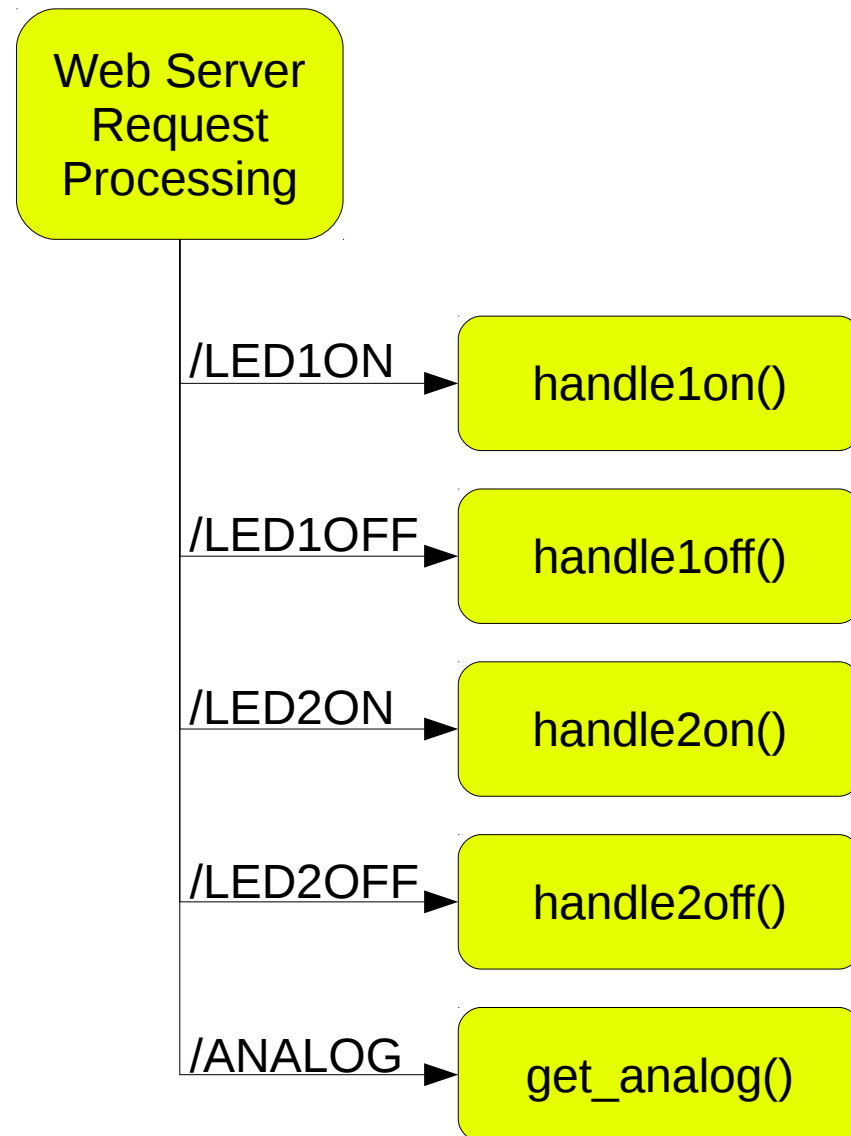 Web Server
Request
Processing
/LED1ON
handle1on()
/LED1OFF
handle1off()
/LED2ON
handle2on()
/LED2OFF
handle2off()
/ANALOG
get_analog()